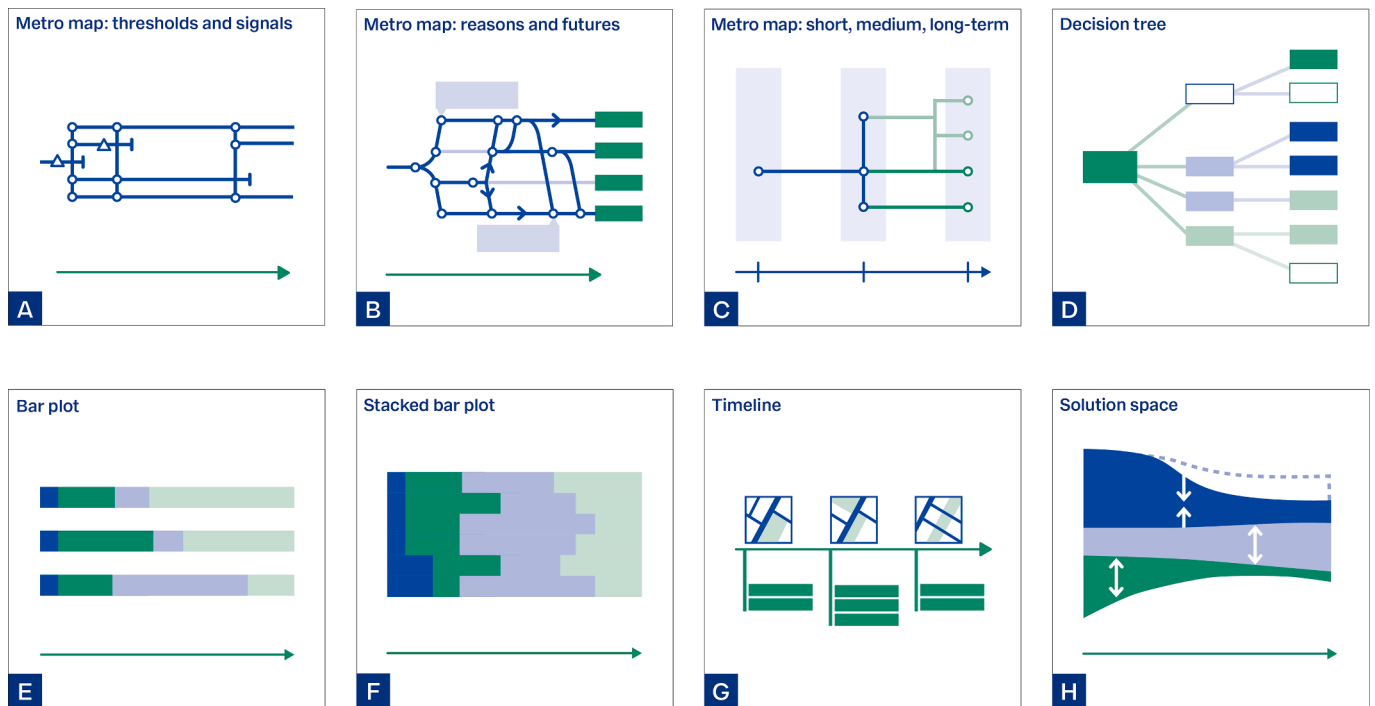 Metro map: thresholds and signals
Metro map: reasons and futures
Metro map: short, medium, long-term
Decision tree
A
B
C
D
Bar plot
Stacked bar plot
Timeline
Solution space
E
F
G
H